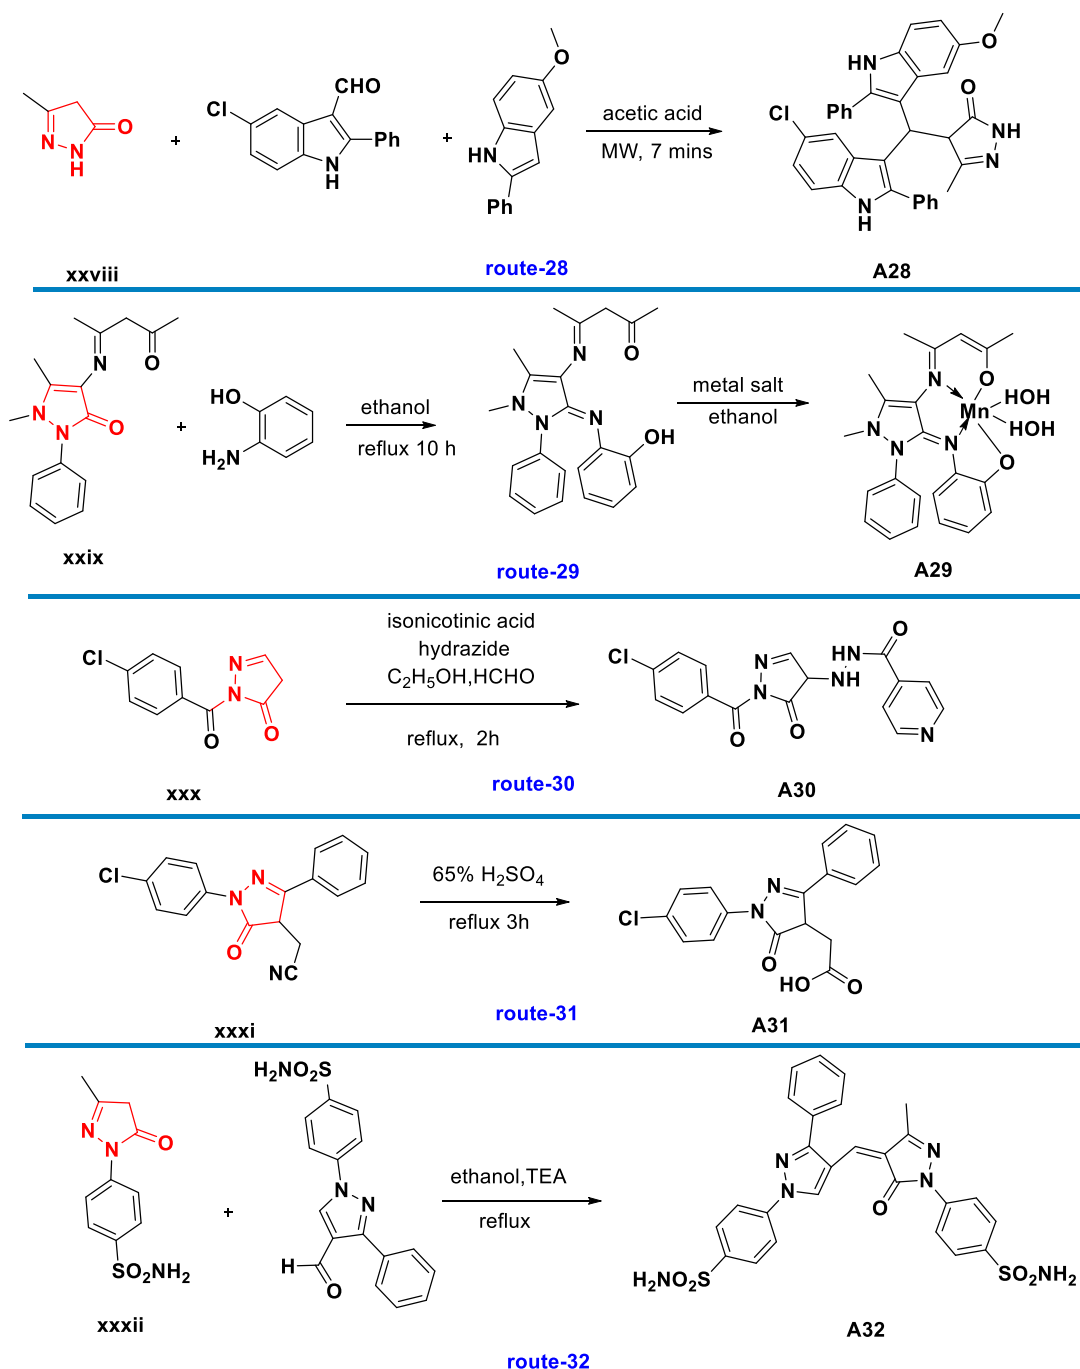 N
NH
O
+
Cl
CHO
Ph
N
H
+
O
HN
Ph
acetic acid
MW, 7 mins
HN
O
Ph
Cl
O
NH
N
Ph
N
H
xxviii
route-28
A28
N
O
N
N
O
+
HO
H2N
ethanol
reflux 10 h
N
O
N
N
N
OH
metal salt
ethanol
N
O
Mn
HOH
HOH
N
N
N
O
xxix
route-29
A29
Cl
N
N
O
O
isonicotinic acid
hydrazide
C2H5OH,HCHO
reflux, 2h
Cl
N
N
O
O
NH
HN
O
N
xxx
route-30
A30
Cl
N
N
O
NC
65% H2SO4
reflux 3h
Cl
N
N
O
HO
O
xxxi
route-31
A31
N
N
O
SO2NH2
+
H2NO2S
N
N
H
O
ethanol,TEA
reflux
N
N
H2NO2S
N
N
O
SO2NH2
xxxii
route-32
A32